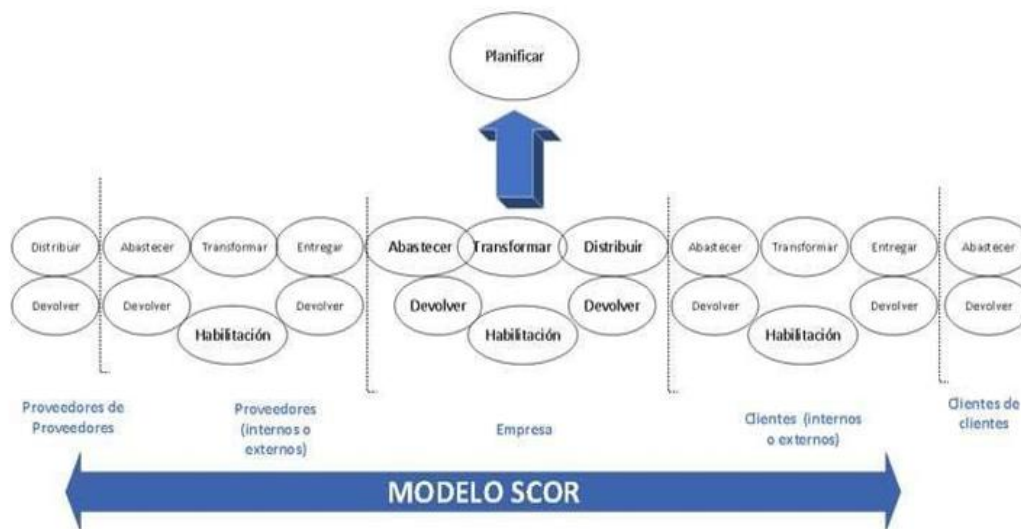 Planificar
Distribuir Abastecer Transformar Entregar Abastecer Transformar Distribuir Abastecer Transformar Entregar Abastecer
Devolver Devolver Devolver Devolver Devolver Devolver Devolver Devolver
Habilitación Habilitación Habilitación
Proveedores de
Proveedores
Proveedores
(internos o
externos)
Empresa
Clientes (internos
o externos)
Clientes de
clientes
MODELO SCOR